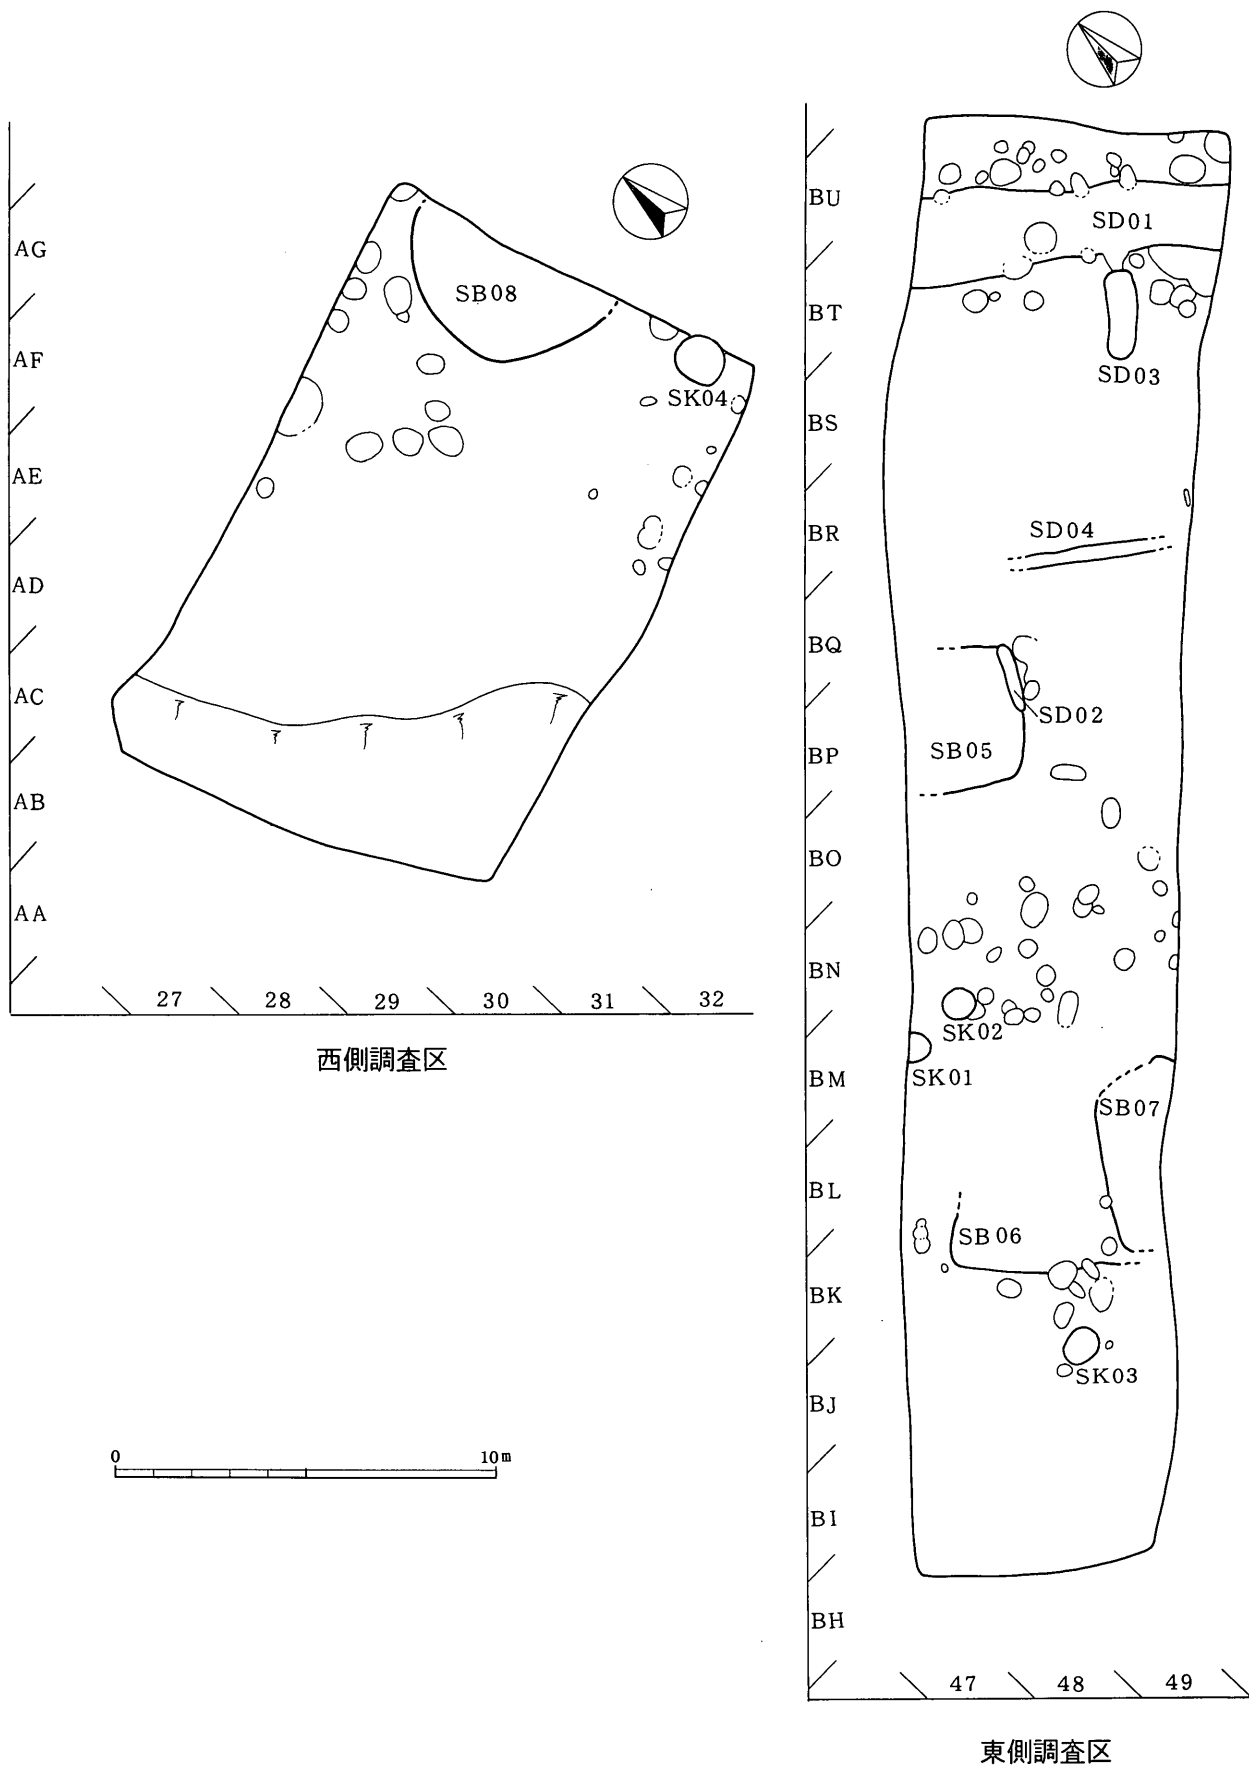 AG
AF
AE
AD
AC
AB
AA
27 28 29 30 31 32
SB08
SK04
西側調査区
0 10m
BU
BT
BS
BR
BQ
BP
BO
BN
BM
BL
BK
BJ
BI
BH
47 48 49
SD01
SD03
SD04
SD02
SB05
SK02
SK01
SB07
SB06
SK03
東側調査区